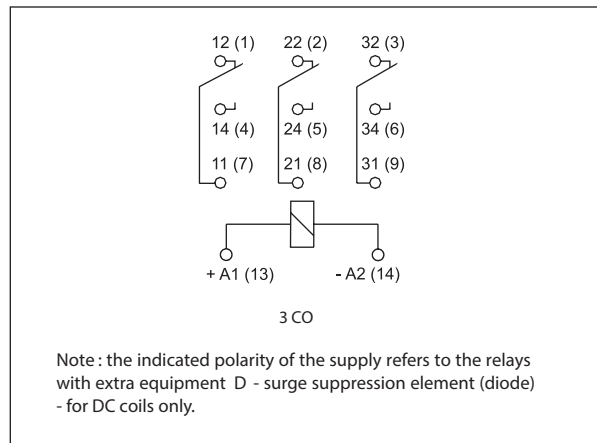 12 (1) 22 (2) 32 (3)
14 (4) 24 (5) 34 (6)
11 (7) 21 (8) 31 (9)
+ A1 (13) - A2 (14)
3 CO
Note : the indicated polarity of the supply refers to the relays
with extra equipment D - surge suppression element (diode)
- for DC coils only.